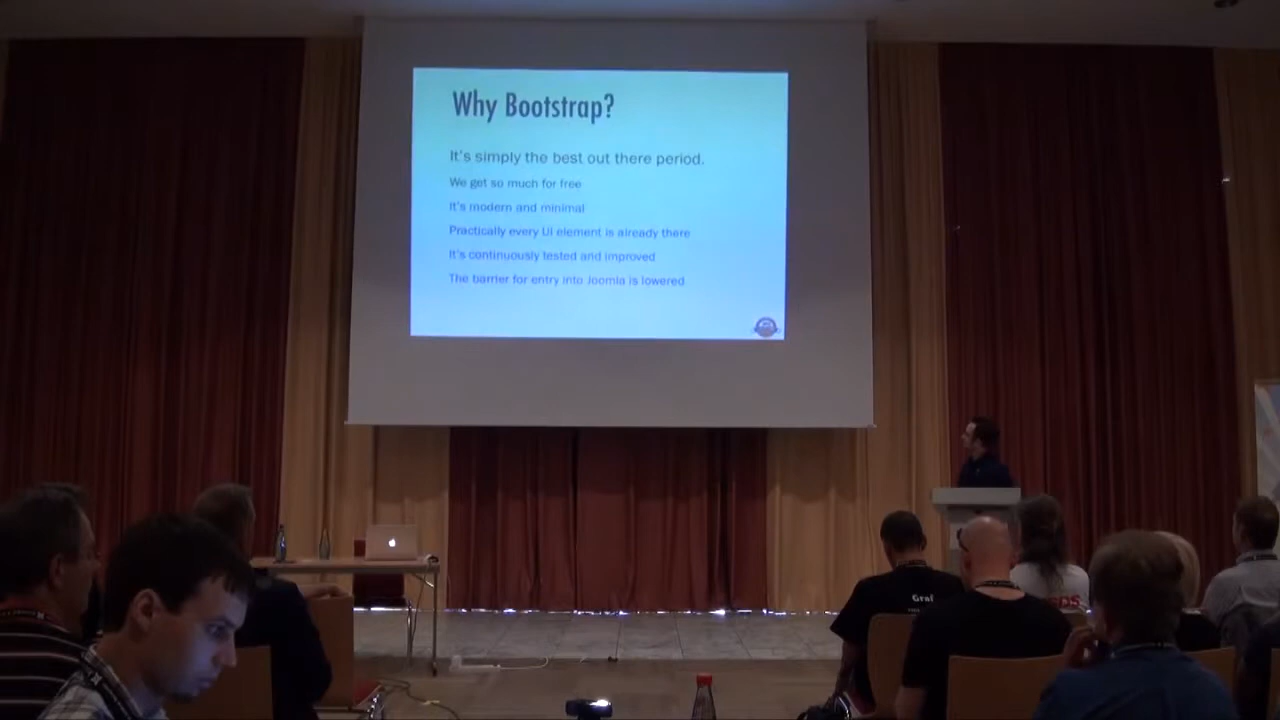 Why Bootstrap?
It's simply the best out there period.
We get so much for free
It's modern and minimal
Practically every UI element is already there
It's continuously tested and improved
The barrier for entry into Joomla is lowered